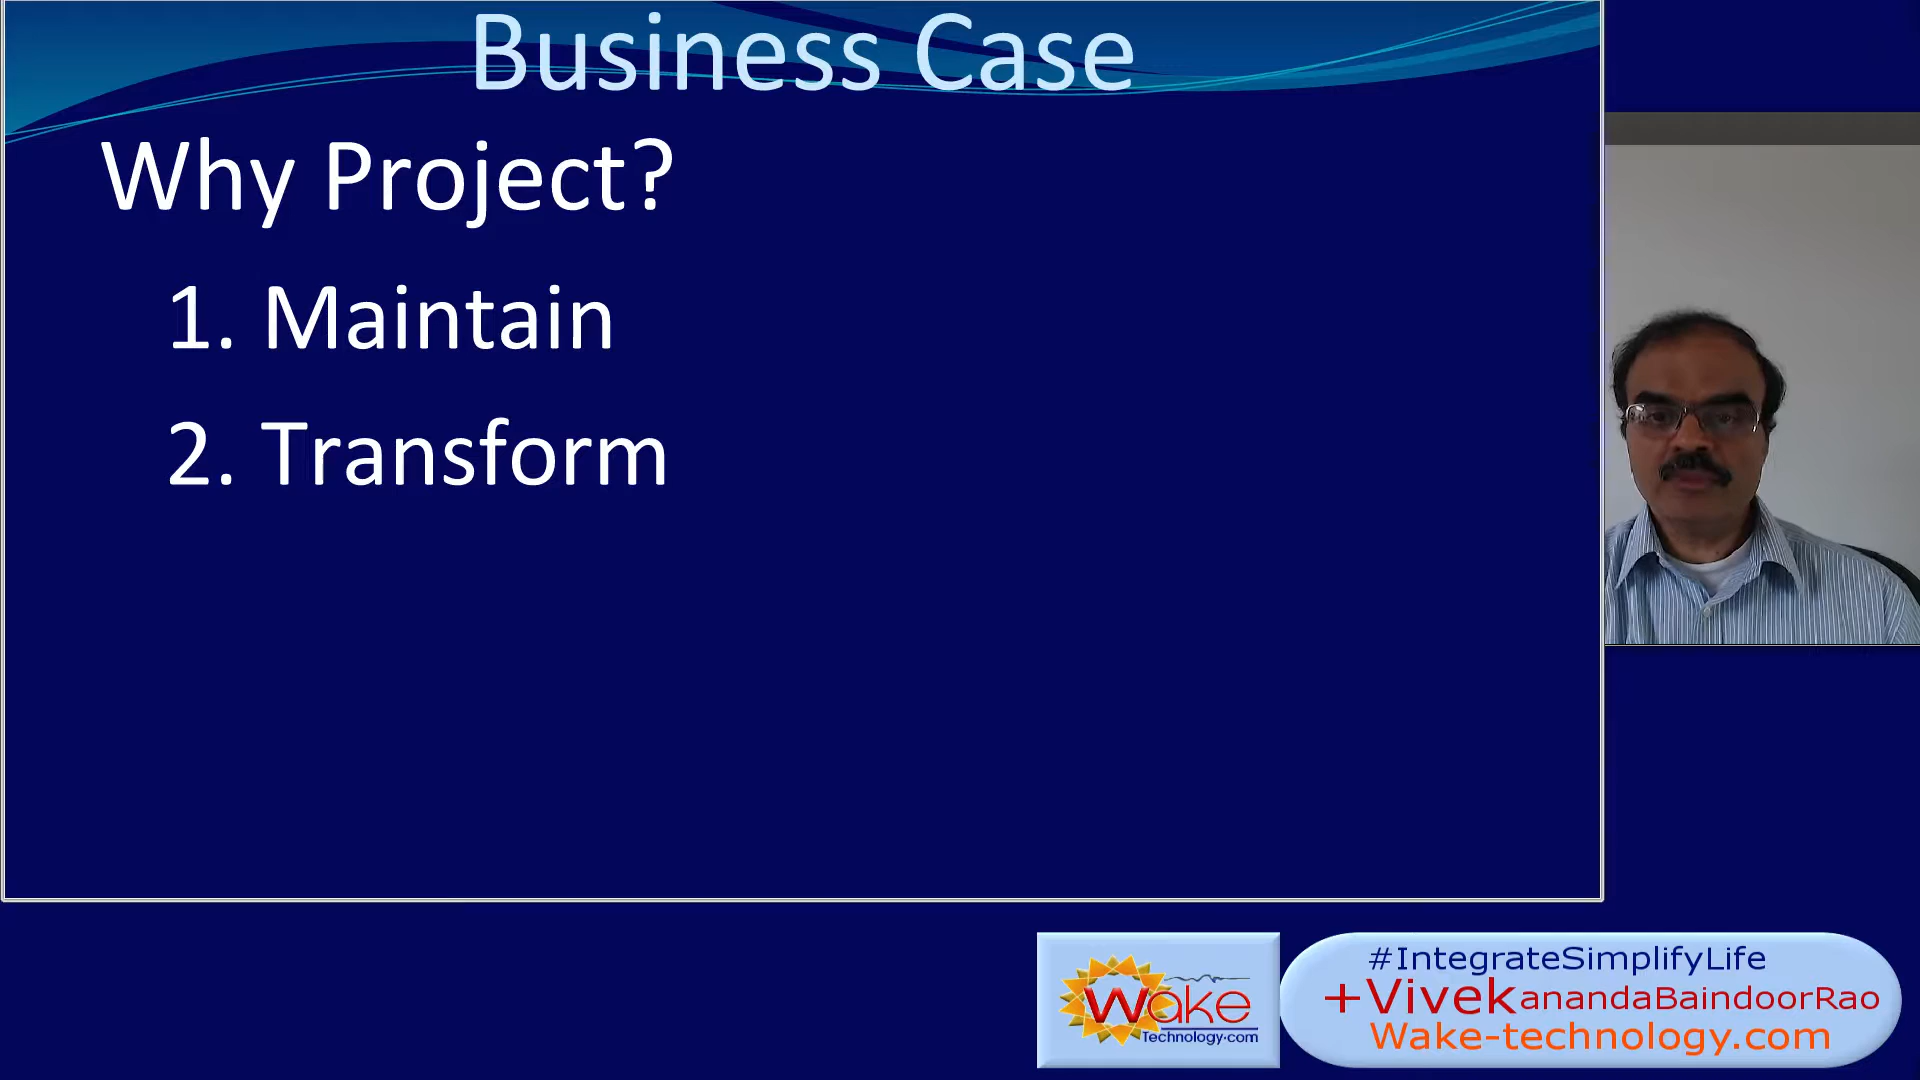 Business Case
Why Project?
1. Maintain
2. Transform
Wake
Technology.com
#IntegrateSimplifyLife
+VivekanandaBaindoorRao
Wake-technology.com